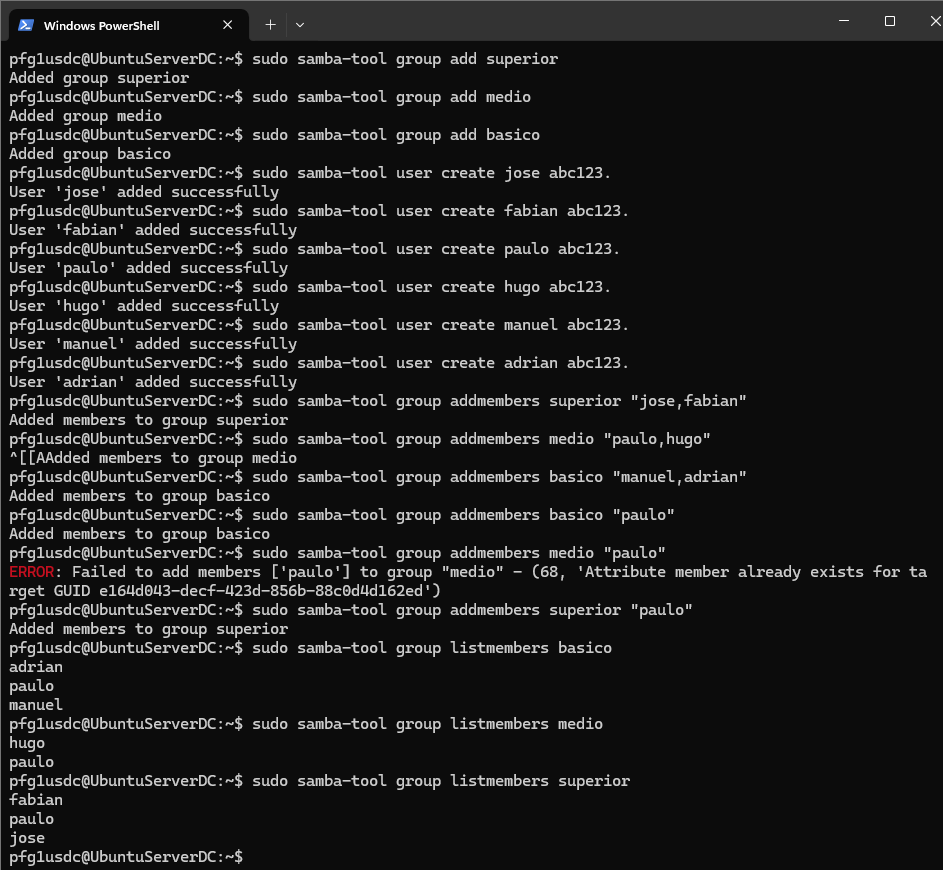 Windows PowerShell
pfg1usdc@UbuntuServerDC:~$ sudo samba-tool group add superior
Added group superior
pfg1usdc@UbuntuServerDC:~$ sudo samba-tool group add medio
Added group medio
pfg1usdc@UbuntuServerDC:~$ sudo samba-tool group add basico
Added group basico
pfg1usdc@UbuntuServerDC:~$ sudo samba-tool user create jose abc123.
User 'jose' added successfully
pfg1usdc@UbuntuServerDC:~$ sudo samba-tool user create fabian abc123.
User 'fabian' added successfully
pfg1usdc@UbuntuServerDC:~$ sudo samba-tool user create paulo abc123.
User 'paulo' added successfully
pfg1usdc@UbuntuServerDC:~$ sudo samba-tool user create hugo abc123.
User 'hugo' added successfully
pfg1usdc@UbuntuServerDC:~$ sudo samba-tool user create manuel abc123.
User 'manuel' added successfully
pfg1usdc@UbuntuServerDC:~$ sudo samba-tool user create adrian abc123.
User 'adrian' added successfully
pfg1usdc@UbuntuServerDC:~$ sudo samba-tool group addmembers superior "jose,fabian"
Added members to group superior
pfg1usdc@UbuntuServerDC:~$ sudo samba-tool group addmembers medio "paulo,hugo"
^[[AAdded members to group medio
pfg1usdc@UbuntuServerDC:~$ sudo samba-tool group addmembers basico "manuel,adrian"
Added members to group basico
pfg1usdc@UbuntuServerDC:~$ sudo samba-tool group addmembers basico "paulo"
Added members to group basico
pfg1usdc@UbuntuServerDC:~$ sudo samba-tool group addmembers medio "paulo"
ERROR: Failed to add members ['paulo'] to group "medio" - (68, 'Attribute member already exists for ta
rget GUID e164d043-decf-423d-856b-88c0d4d162ed')
pfg1usdc@UbuntuServerDC:~$ sudo samba-tool group addmembers superior "paulo"
Added members to group superior
pfg1usdc@UbuntuServerDC:~$ sudo samba-tool group listmembers basico
adrian
paulo
manuel
pfg1usdc@UbuntuServerDC:~$ sudo samba-tool group listmembers medio
hugo
paulo
pfg1usdc@UbuntuServerDC:~$ sudo samba-tool group listmembers superior
fabian
paulo
jose
pfg1usdc@UbuntuServerDC:~$